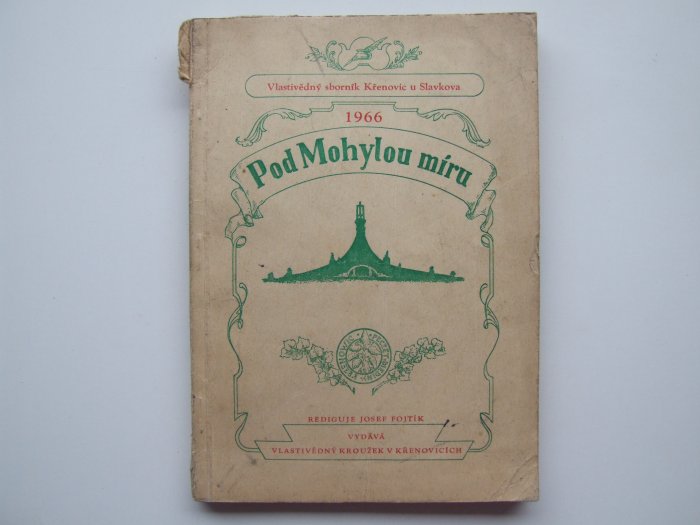 Vlastivědný sborník Křenovic u Slavkova
1966
Pod Mohylou míru
REDIGUJE JOSEF FOJTÍK
VYDÁVÁ
VLASTIVĚDNÝ KROUŽEK V KŘENOVICÍCH